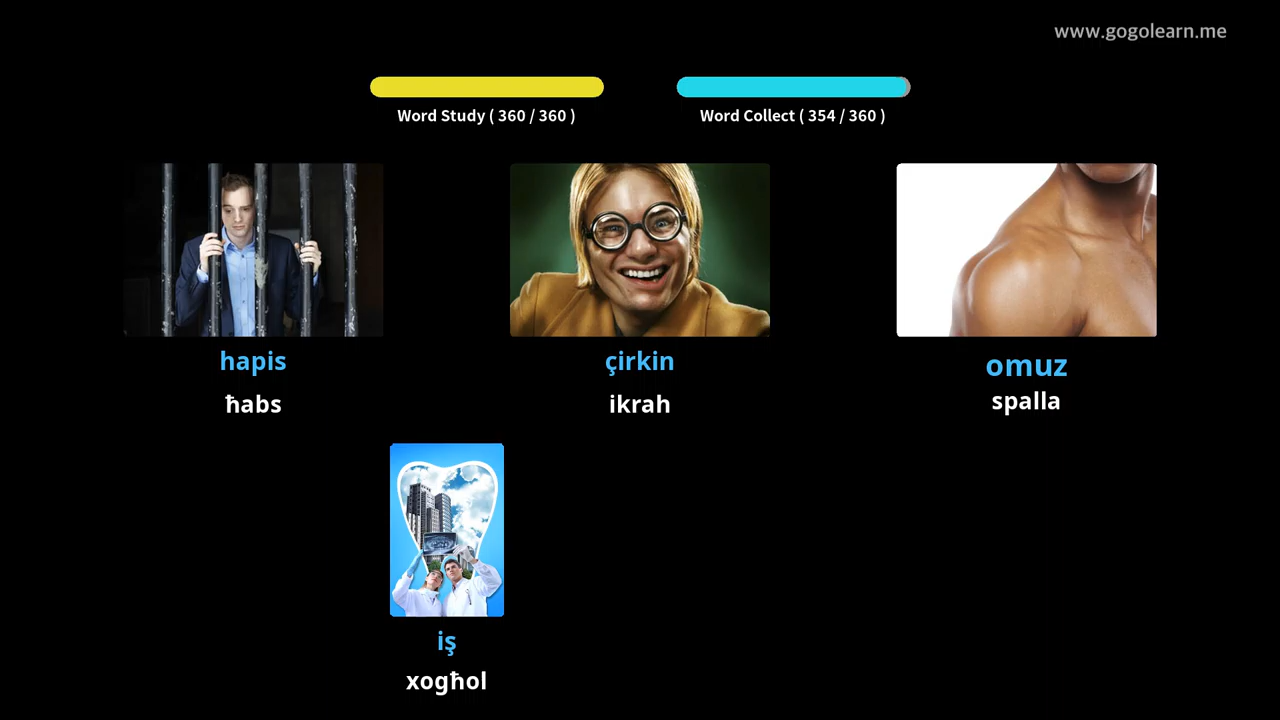 www.gogolearn.me
Word Study ( 360 / 360 )
Word Collect ( 354 / 360 )
hapis
ħabs
çirkin
ikrah
omuz
spalla
iş
xogħol